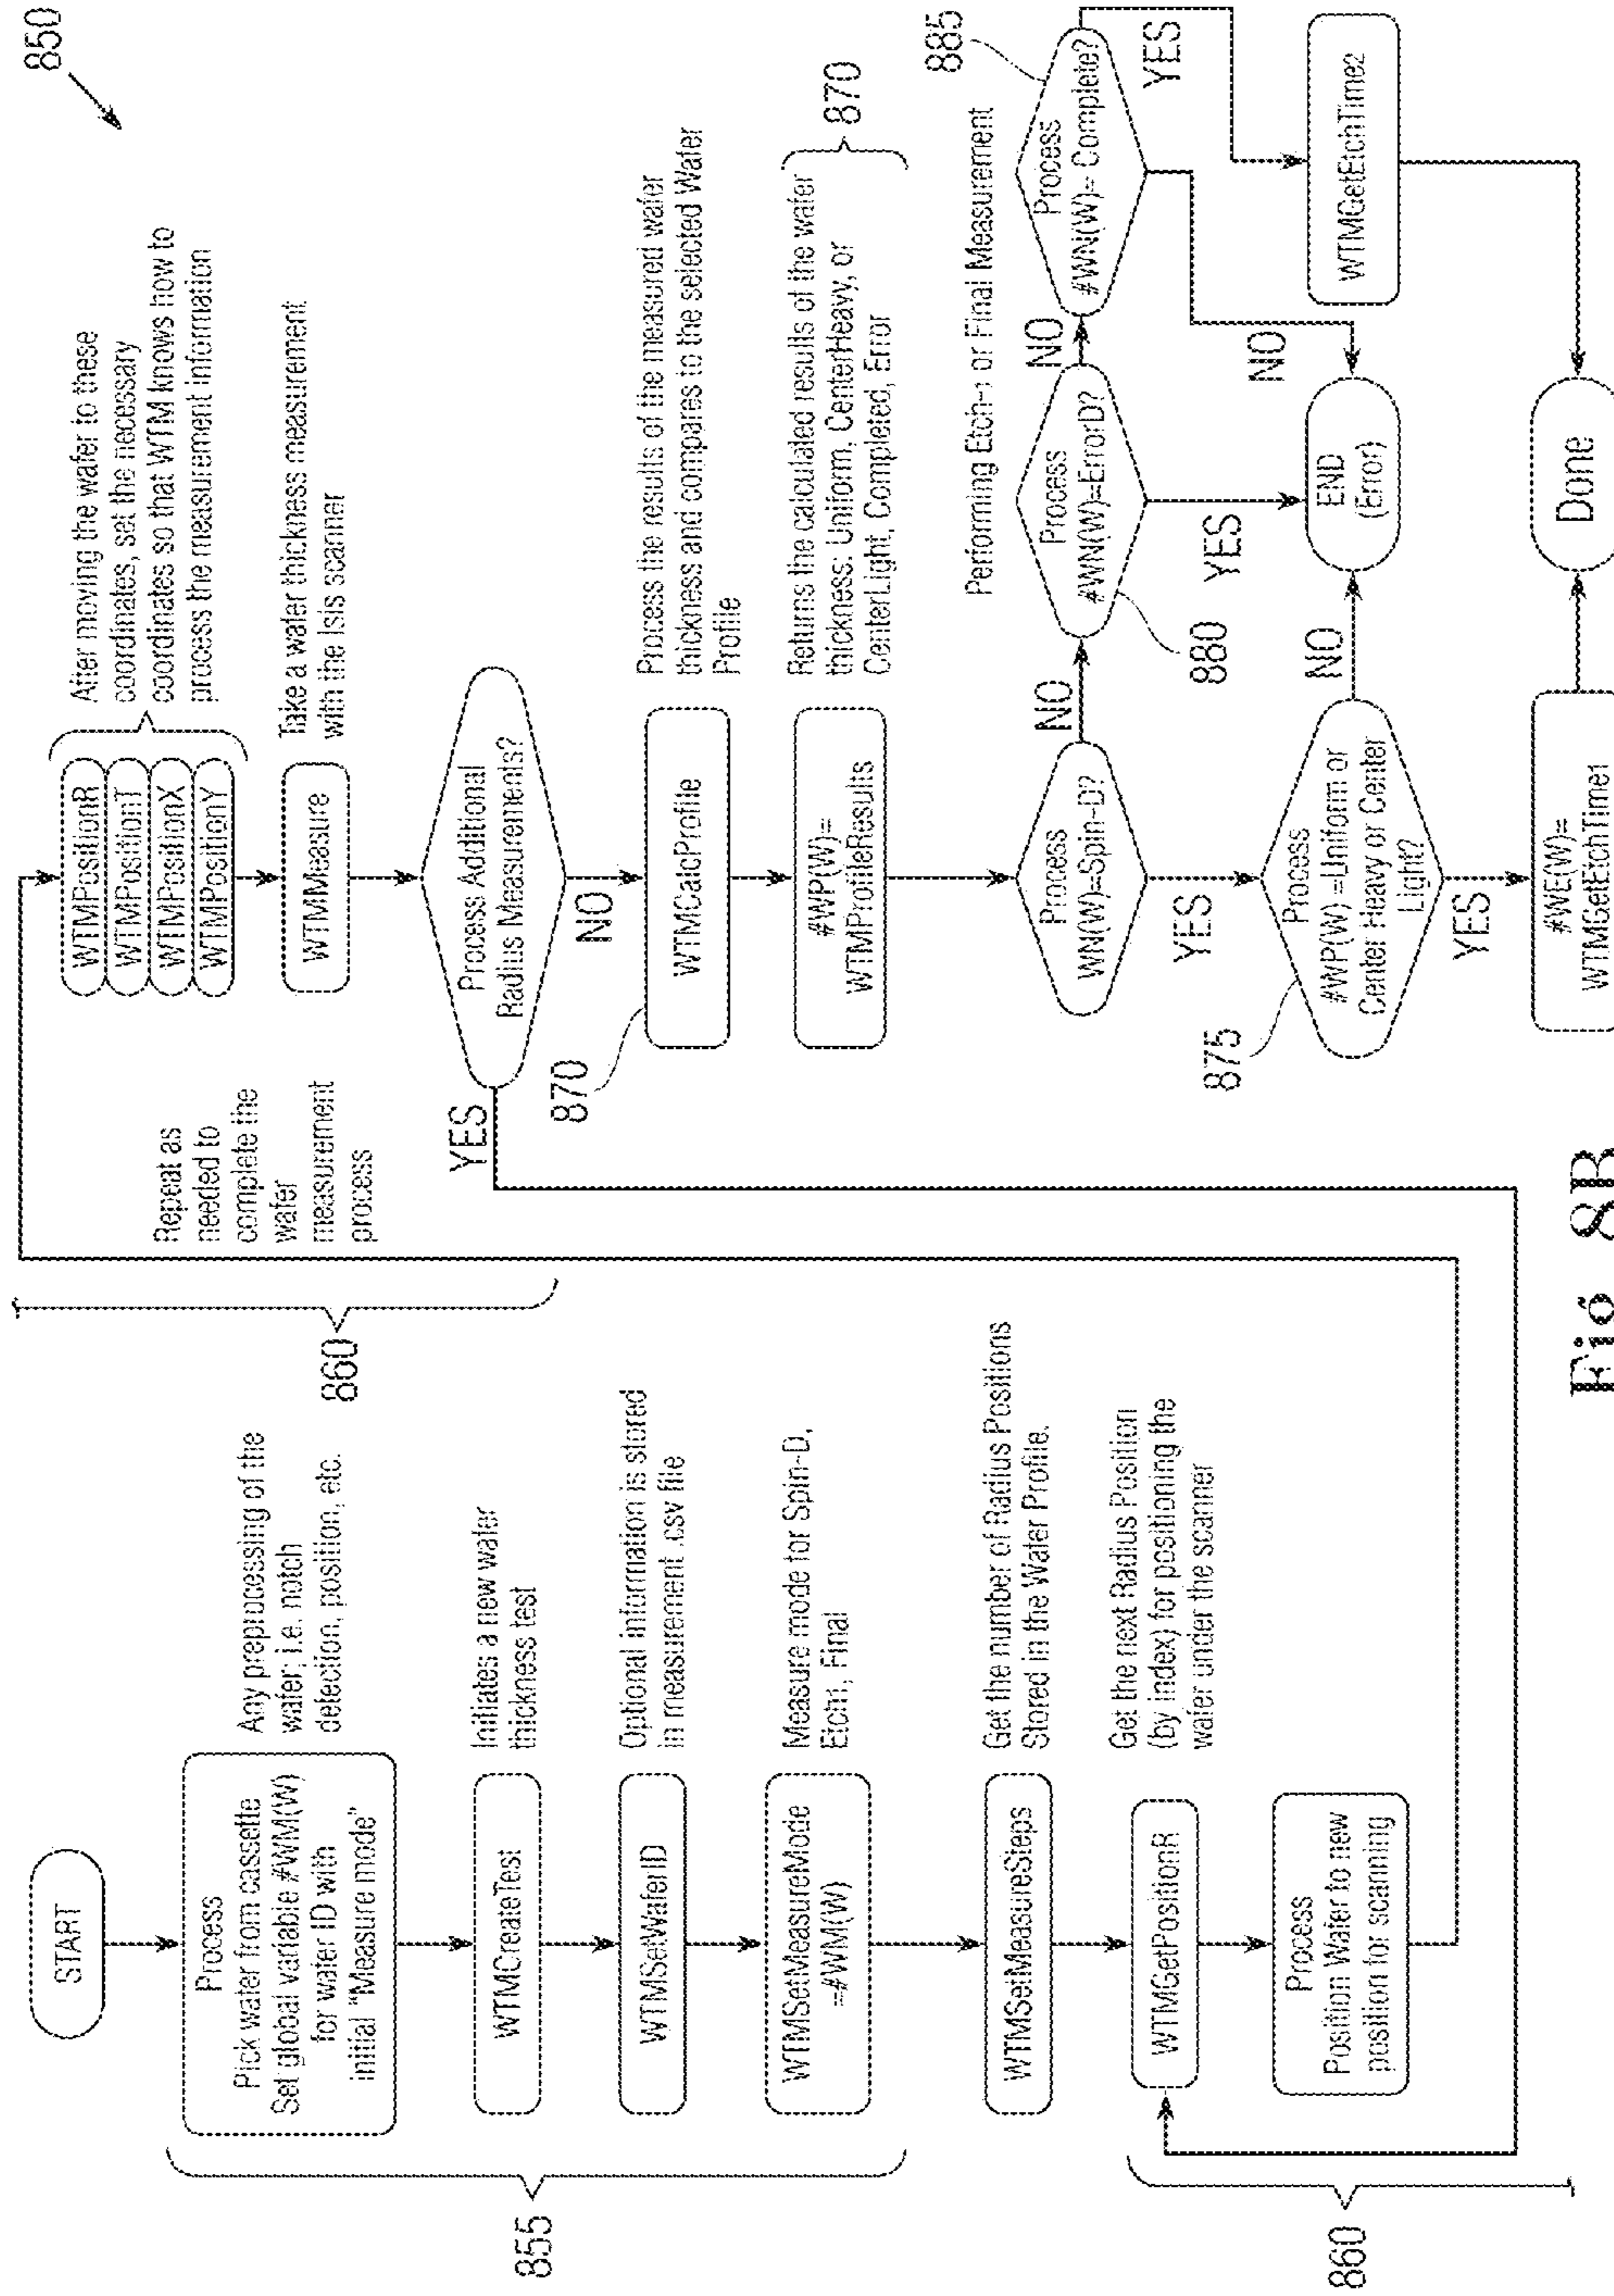 850
START
Process
Pick water from cassette
Set global variable #WM(W)
for water ID with
initial "Measure mode"
Any preprocessing of the
wafer; i.e. notch
detection, position, etc.
WTMCreateTest
Initiates a new wafer
thickness test
WTMSetWaferID
Optional information is stored
in measurement .csv file
WTMSetMeasureMode
=#WM(W)
Measure mode for Spin-D,
Etch1, Final
855
WTMSetMeasureSteps
Get the number of Radius Positions
Stored in the Wafer Profile.
WTMGetPositionR
Get the next Radius Position
(by index) for positioning the
wafer under the scanner
Process
Position Wafer to new
position for scanning
860
860
Repeat as
needed to
complete the
wafer
measurement
process
WTMPositionR
WTMPositionT
WTMPositionX
WTMPositionY
After moving the wafer to these
coordinates, set the necessary
coordinates so that WTM knows how to
process the measurement information
WTMMeasure
Take a wafer thickness measurement
with the Isis scanner
Process Additional
Radius Measurements?
YES
NO
870
WTMCalcProfile
Process the results of the measured wafer
thickness and compares to the selected Wafer
Profile
#WP(W)=
WTMProfileResults
Returns the calculated results of the wafer
thickness: Uniform, CenterHeavy, or
CenterLight, Completed, Error
870
Process
WN(W)=Spin-D?
NO
YES
Performing Etch-1 or Final Measurement
Process
#WN(W)=ErrorD?
NO
YES
880
Process
#WN(W)= Complete?
885
YES
NO
875
Process
#WP(W) =Uniform or
Center Heavy or Center
Light?
NO
YES
END
(Error)
WTMGetEtchTime2
#WE(W)=
WTMGetEtchTime1
Done
Fig 8B